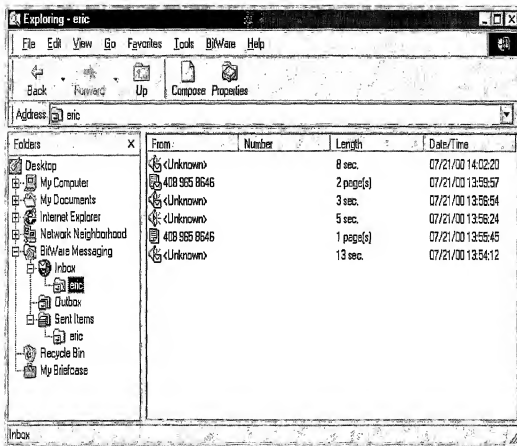 Exploring - eric
File Edit View Go Favorites Tools BitWare Help
Back Forward Up Compose Properties
Address eric
Folders X
Desktop
My Computer
My Documents
Internet Explorer
Network Neighborhood
BitWare Messaging
Inbox
eric
Outbox
Sent Items
eric
Recycle Bin
My Briefcase
From Number Length Date/Time
<Unknown> 8 sec. 07/21/00 14:02:20
408 965 8646 2 page(s) 07/21/00 13:59:57
<Unknown> 3 sec. 07/21/00 13:56:54
<Unknown> 5 sec. 07/21/00 13:56:24
408 965 8646 1 page(s) 07/21/00 13:55:45
<Unknown> 13 sec. 07/21/00 13:54:12
Inbox